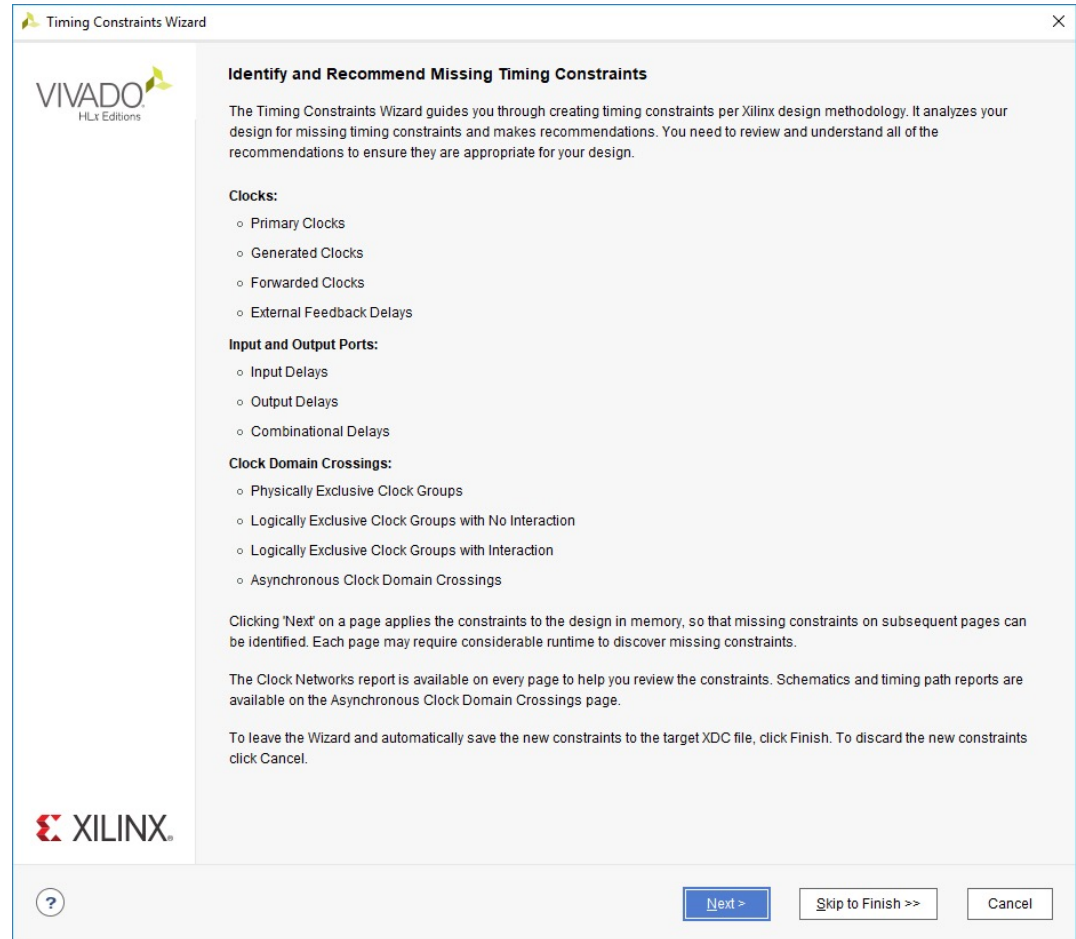 Timing Constraints Wizard
VIVADO
HLx Editions
Identify and Recommend Missing Timing Constraints
The Timing Constraints Wizard guides you through creating timing constraints per Xilinx design methodology. It analyzes your
design for missing timing constraints and makes recommendations. You need to review and understand all of the
recommendations to ensure they are appropriate for your design.
Clocks:
Primary Clocks
Generated Clocks
Forwarded Clocks
External Feedback Delays
Input and Output Ports:
Input Delays
Output Delays
Combinational Delays
Clock Domain Crossings:
Physically Exclusive Clock Groups
Logically Exclusive Clock Groups with No Interaction
Logically Exclusive Clock Groups with Interaction
Asynchronous Clock Domain Crossings
Clicking 'Next' on a page applies the constraints to the design in memory, so that missing constraints on subsequent pages can
be identified. Each page may require considerable runtime to discover missing constraints.
The Clock Networks report is available on every page to help you review the constraints. Schematics and timing path reports are
available on the Asynchronous Clock Domain Crossings page.
To leave the Wizard and automatically save the new constraints to the target XDC file, click Finish. To discard the new constraints
click Cancel.
XILINX®
?
Next >
Skip to Finish >>
Cancel